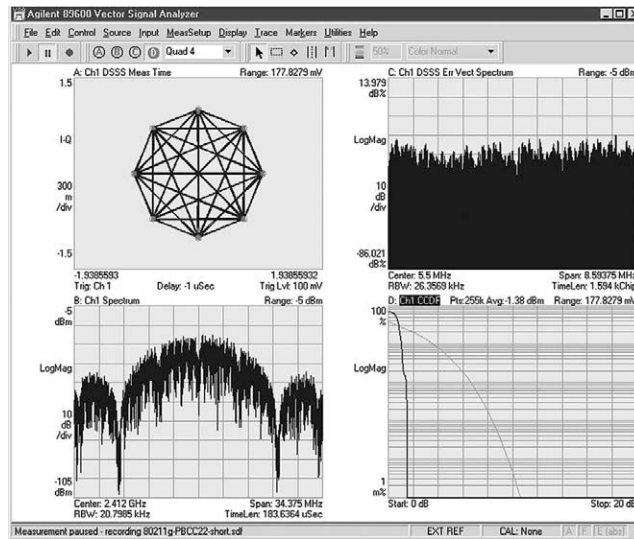 Agilent 89600 Vector Signal Analyzer
File Edit Control Source Input MeasSetup Display Trace Markers Utilities Help
A B C D Quad 4 50% Color Normal
A: Ch1 DSSS Meas Time Range: 177.8279 mV
1.5
I-Q
300
m
/div
-1.5
-1.9385593 1.93855932
Trig: Ch 1 Delay: -1 uSec Trig Lvl: 100 mV
C: Ch1 DSSS Err Vect Spectrum Range: -5 dBm
13.979
dB%
LogMag
10
dB
/div
-86.021
dB%
Center: 5.5 MHz Span: 8.59375 MHz
RBW: 26.3569 kHz TimeLen: 1.594 kChip
B: Ch1 Spectrum Range: -5 dBm
-5
dBm
LogMag
10
dB
/div
-105
dBm
Center: 2.412 GHz Span: 34.375 MHz
RBW: 20.7985 kHz TimeLen: 183.6364 uSec
D: Ch1 CCDF Pts:255k Avg:-1.38 dBm Range: 177.8279 mV
100
%
LogMag
1
m%
Start: 0 dB Stop: 20 dB
Measurement paused - recording 80211g-PBCC22-short.sdf EXT REF CAL: None A F E (abs)